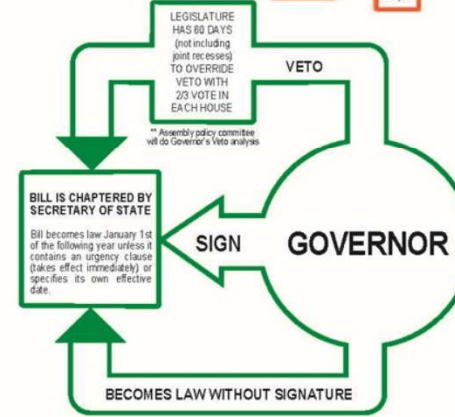 LEGISLATURE
HAS 60 DAYS
(not including
joint recesses)
TO OVERRIDE
VETO WITH
2/3 VOTE IN
EACH HOUSE
VETO
** Assembly policy committee
will do Governor's Veto analysis
BILL IS CHAPTERED BY
SECRETARY OF STATE
Bill becomes law January 1st
of the following year unless it
contains an urgency clause
(takes effect immediately) or
specifies its own effective
date.
SIGN
GOVERNOR
BECOMES LAW WITHOUT SIGNATURE